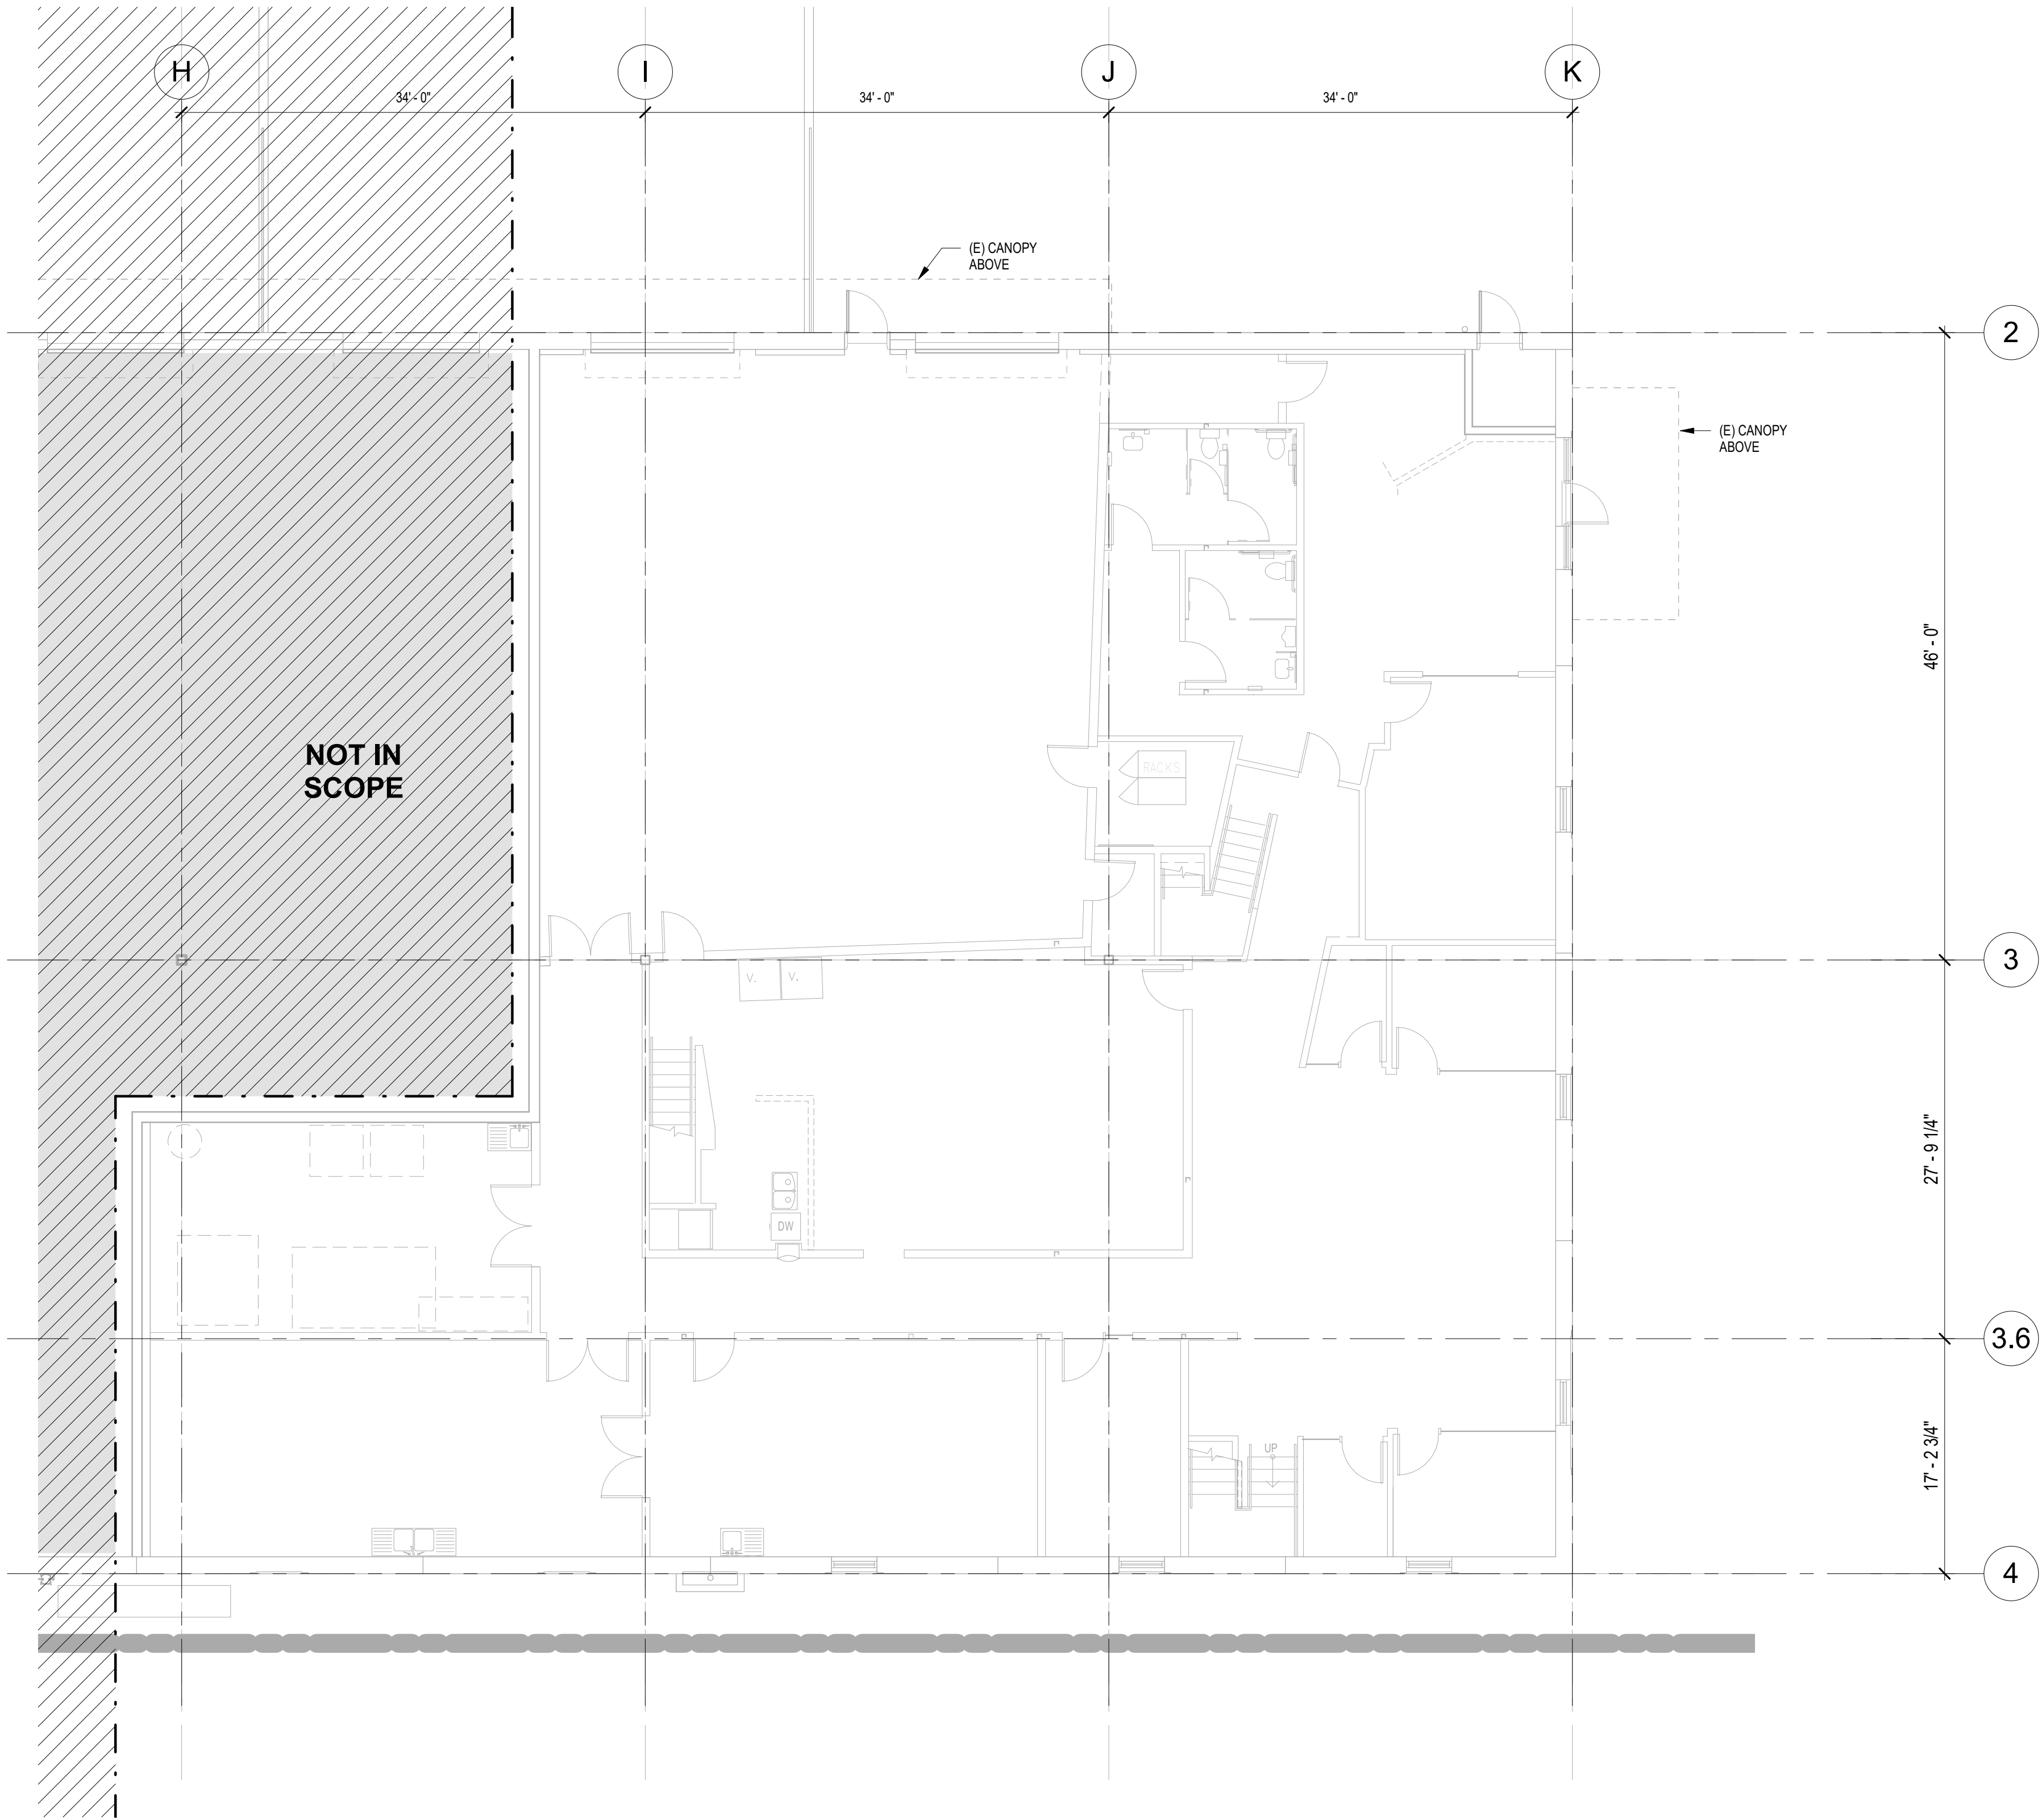 H
I
J
K
34' - 0"
34' - 0"
34' - 0"
(E) CANOPY
ABOVE
2
(E) CANOPY
ABOVE
46' - 0"
NOT IN
SCOPE
RACKS
3
V.
V.
27' - 9 1/4"
DW
3.6
17' - 2 3/4"
UP
4